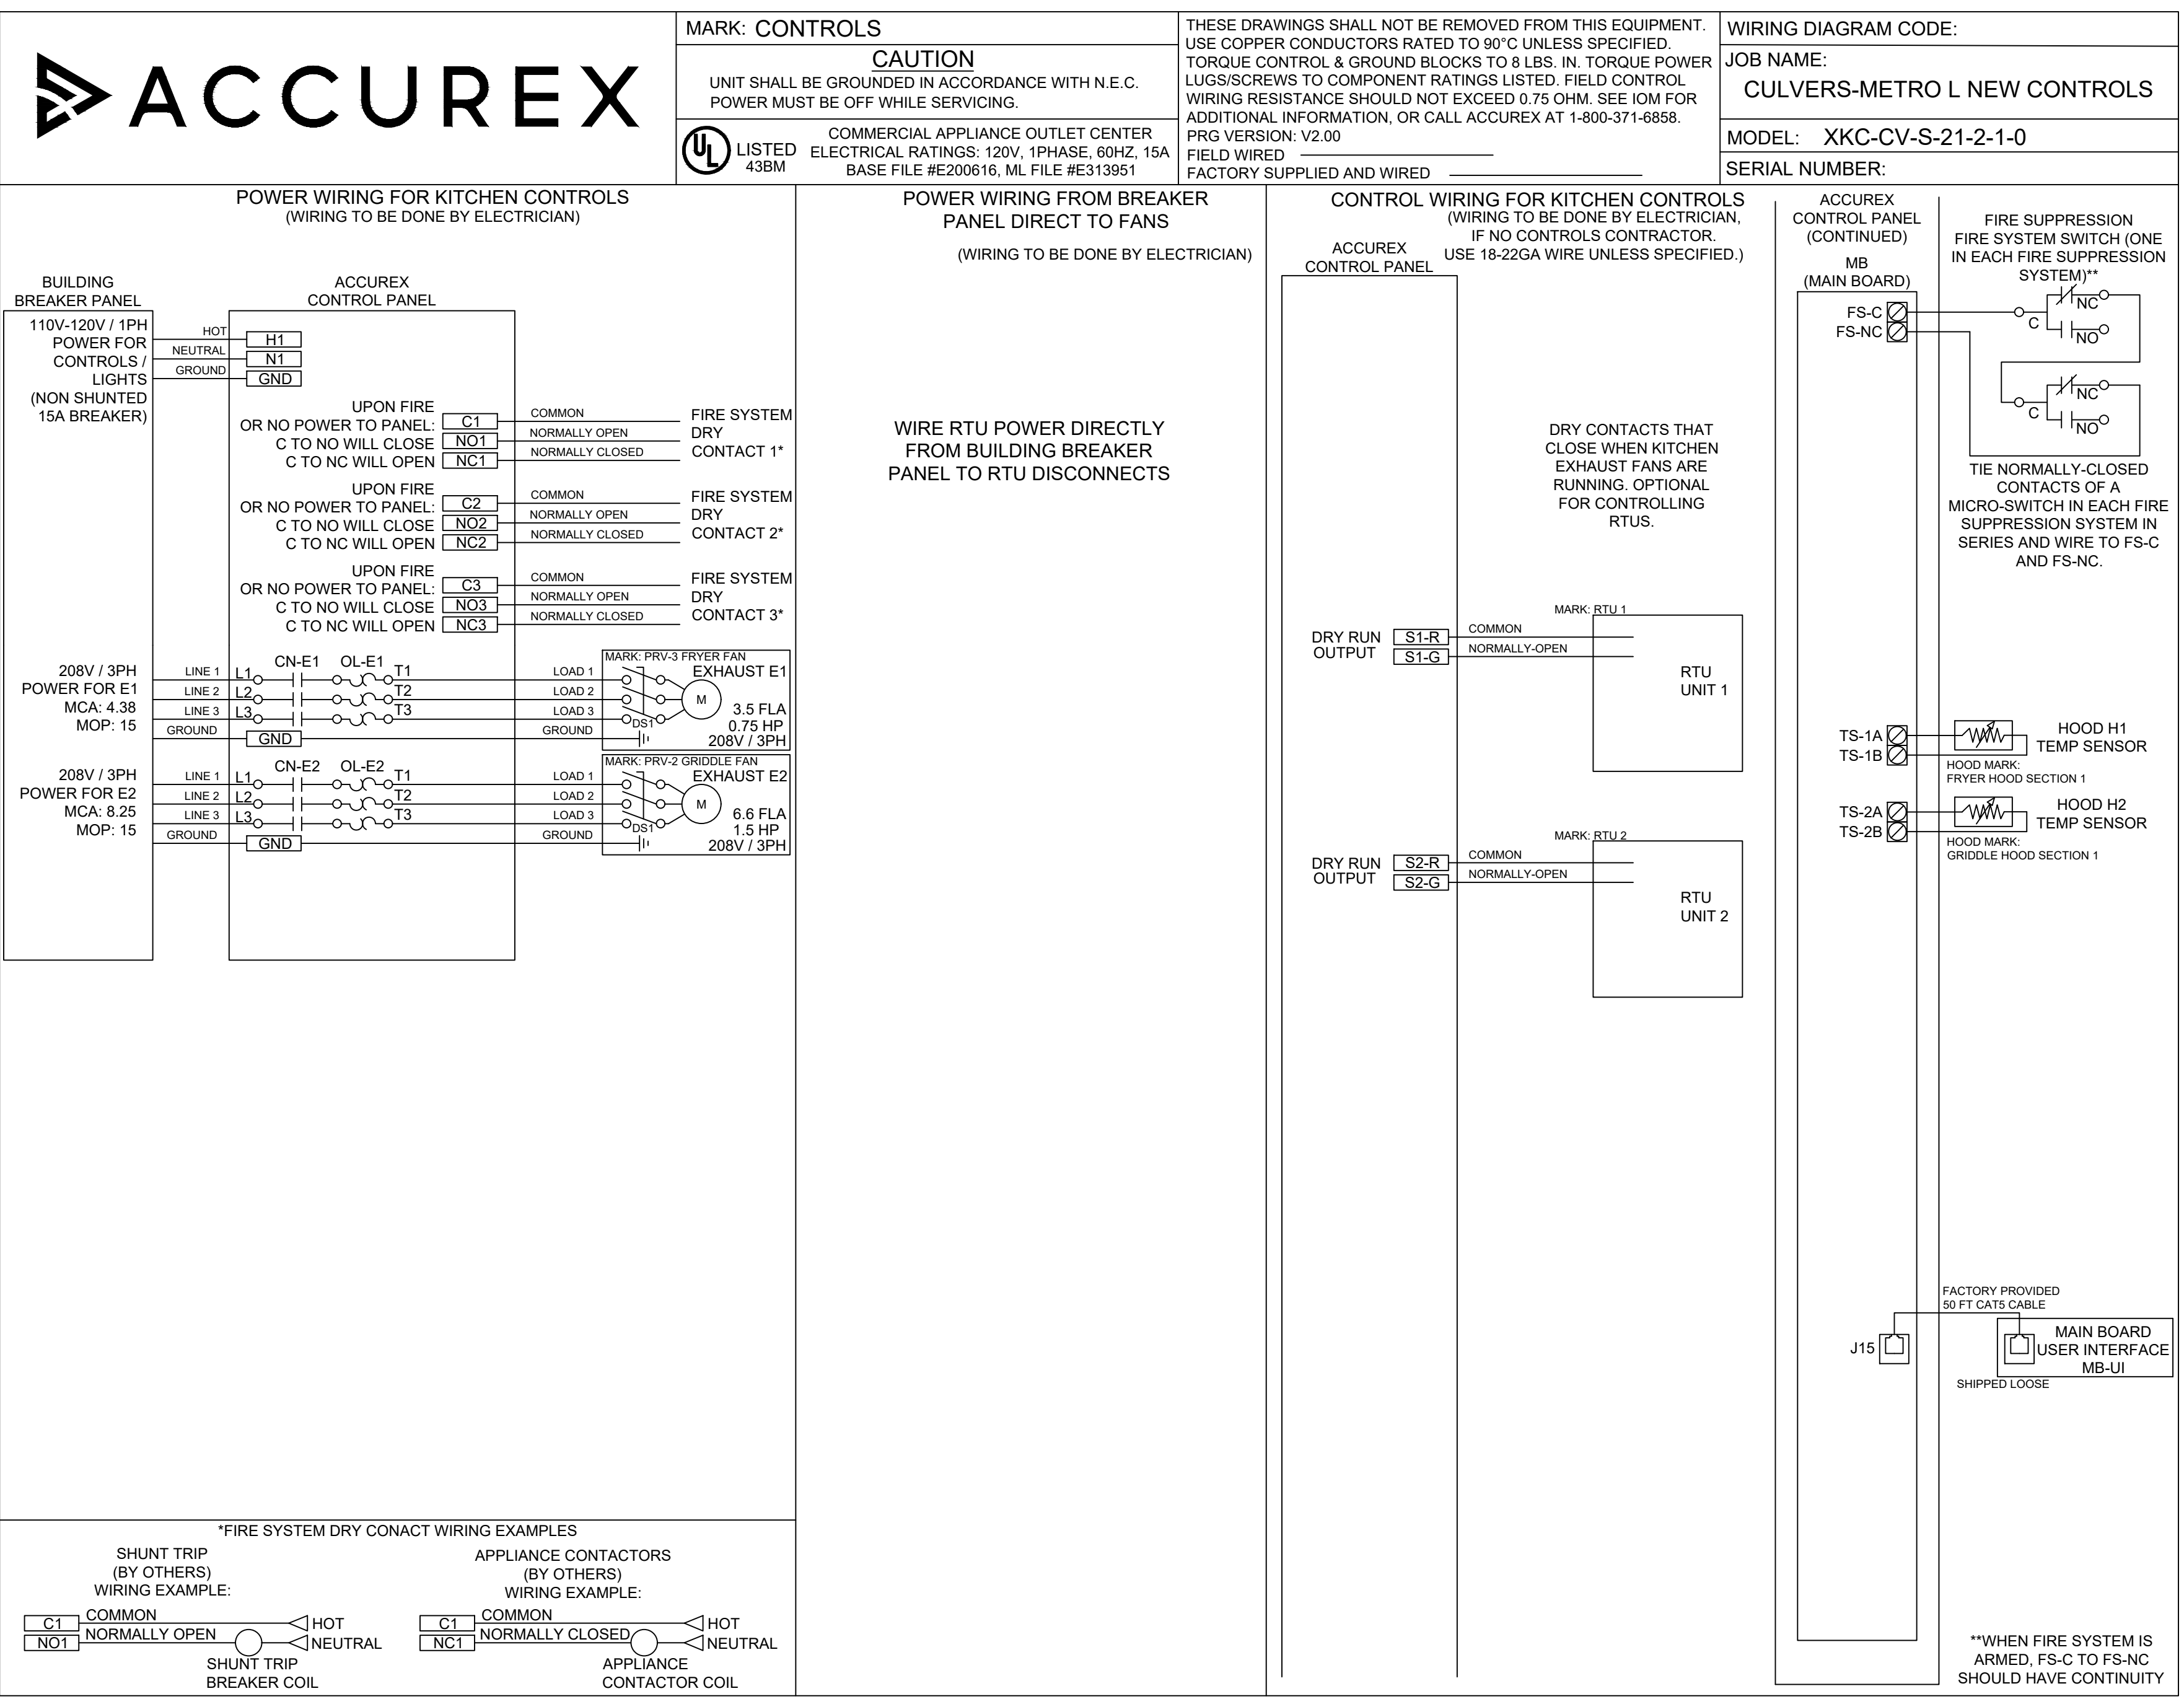 ACCUREX
MARK: CONTROLS
CAUTION
UNIT SHALL BE GROUNDED IN ACCORDANCE WITH N.E.C.
POWER MUST BE OFF WHILE SERVICING.
UL LISTED
43BM
COMMERCIAL APPLIANCE OUTLET CENTER
ELECTRICAL RATINGS: 120V, 1PHASE, 60HZ, 15A
BASE FILE #E200616, ML FILE #E313951
THESE DRAWINGS SHALL NOT BE REMOVED FROM THIS EQUIPMENT.
USE COPPER CONDUCTORS RATED TO 90°C UNLESS SPECIFIED.
TORQUE CONTROL & GROUND BLOCKS TO 8 LBS. IN. TORQUE POWER
LUGS/SCREWS TO COMPONENT RATINGS LISTED. FIELD CONTROL
WIRING RESISTANCE SHOULD NOT EXCEED 0.75 OHM. SEE IOM FOR
ADDITIONAL INFORMATION, OR CALL ACCUREX AT 1-800-371-6858.
PRG VERSION: V2.00
FIELD WIRED
FACTORY SUPPLIED AND WIRED
WIRING DIAGRAM CODE:
JOB NAME:
CULVERS-METRO L NEW CONTROLS
MODEL: XKC-CV-S-21-2-1-0
SERIAL NUMBER:
POWER WIRING FOR KITCHEN CONTROLS
(WIRING TO BE DONE BY ELECTRICIAN)
BUILDING
BREAKER PANEL
ACCUREX
CONTROL PANEL
110V-120V / 1PH
POWER FOR
CONTROLS /
LIGHTS
(NON SHUNTED
15A BREAKER)
HOT
NEUTRAL
GROUND
H1
N1
GND
UPON FIRE
OR NO POWER TO PANEL:
C TO NO WILL CLOSE
C TO NC WILL OPEN
C1
NO1
NC1
COMMON
NORMALLY OPEN
NORMALLY CLOSED
FIRE SYSTEM
DRY
CONTACT 1*
UPON FIRE
OR NO POWER TO PANEL:
C TO NO WILL CLOSE
C TO NC WILL OPEN
C2
NO2
NC2
COMMON
NORMALLY OPEN
NORMALLY CLOSED
FIRE SYSTEM
DRY
CONTACT 2*
UPON FIRE
OR NO POWER TO PANEL:
C TO NO WILL CLOSE
C TO NC WILL OPEN
C3
NO3
NC3
COMMON
NORMALLY OPEN
NORMALLY CLOSED
FIRE SYSTEM
DRY
CONTACT 3*
208V / 3PH
POWER FOR E1
MCA: 4.38
MOP: 15
LINE 1
LINE 2
LINE 3
GROUND
L1
L2
L3
GND
CN-E1
OL-E1
T1
T2
T3
LOAD 1
LOAD 2
LOAD 3
GROUND
MARK: PRV-3 FRYER FAN
EXHAUST E1
M
DS1
3.5 FLA
0.75 HP
208V / 3PH
208V / 3PH
POWER FOR E2
MCA: 8.25
MOP: 15
LINE 1
LINE 2
LINE 3
GROUND
L1
L2
L3
GND
CN-E2
OL-E2
T1
T2
T3
LOAD 1
LOAD 2
LOAD 3
GROUND
MARK: PRV-2 GRIDDLE FAN
EXHAUST E2
M
DS1
6.6 FLA
1.5 HP
208V / 3PH
*FIRE SYSTEM DRY CONACT WIRING EXAMPLES
SHUNT TRIP
(BY OTHERS)
WIRING EXAMPLE:
C1
NO1
COMMON
NORMALLY OPEN
HOT
NEUTRAL
SHUNT TRIP
BREAKER COIL
APPLIANCE CONTACTORS
(BY OTHERS)
WIRING EXAMPLE:
C1
NC1
COMMON
NORMALLY CLOSED
HOT
NEUTRAL
APPLIANCE
CONTACTOR COIL
POWER WIRING FROM BREAKER
PANEL DIRECT TO FANS
(WIRING TO BE DONE BY ELECTRICIAN)
WIRE RTU POWER DIRECTLY
FROM BUILDING BREAKER
PANEL TO RTU DISCONNECTS
CONTROL WIRING FOR KITCHEN CONTROLS
(WIRING TO BE DONE BY ELECTRICIAN,
IF NO CONTROLS CONTRACTOR.
USE 18-22GA WIRE UNLESS SPECIFIED.)
ACCUREX
CONTROL PANEL
DRY CONTACTS THAT
CLOSE WHEN KITCHEN
EXHAUST FANS ARE
RUNNING. OPTIONAL
FOR CONTROLLING
RTUS.
DRY RUN
OUTPUT
S1-R
S1-G
COMMON
NORMALLY-OPEN
MARK: RTU 1
RTU
UNIT 1
DRY RUN
OUTPUT
S2-R
S2-G
COMMON
NORMALLY-OPEN
MARK: RTU 2
RTU
UNIT 2
ACCUREX
CONTROL PANEL
(CONTINUED)
MB
(MAIN BOARD)
FS-C
FS-NC
FIRE SUPPRESSION
FIRE SYSTEM SWITCH (ONE
IN EACH FIRE SUPPRESSION
SYSTEM)**
C
NC
NO
C
NC
NO
TIE NORMALLY-CLOSED
CONTACTS OF A
MICRO-SWITCH IN EACH FIRE
SUPPRESSION SYSTEM IN
SERIES AND WIRE TO FS-C
AND FS-NC.
TS-1A
TS-1B
HOOD H1
TEMP SENSOR
HOOD MARK:
FRYER HOOD SECTION 1
TS-2A
TS-2B
HOOD H2
TEMP SENSOR
HOOD MARK:
GRIDDLE HOOD SECTION 1
FACTORY PROVIDED
50 FT CAT5 CABLE
J15
MAIN BOARD
USER INTERFACE
MB-UI
SHIPPED LOOSE
**WHEN FIRE SYSTEM IS
ARMED, FS-C TO FS-NC
SHOULD HAVE CONTINUITY